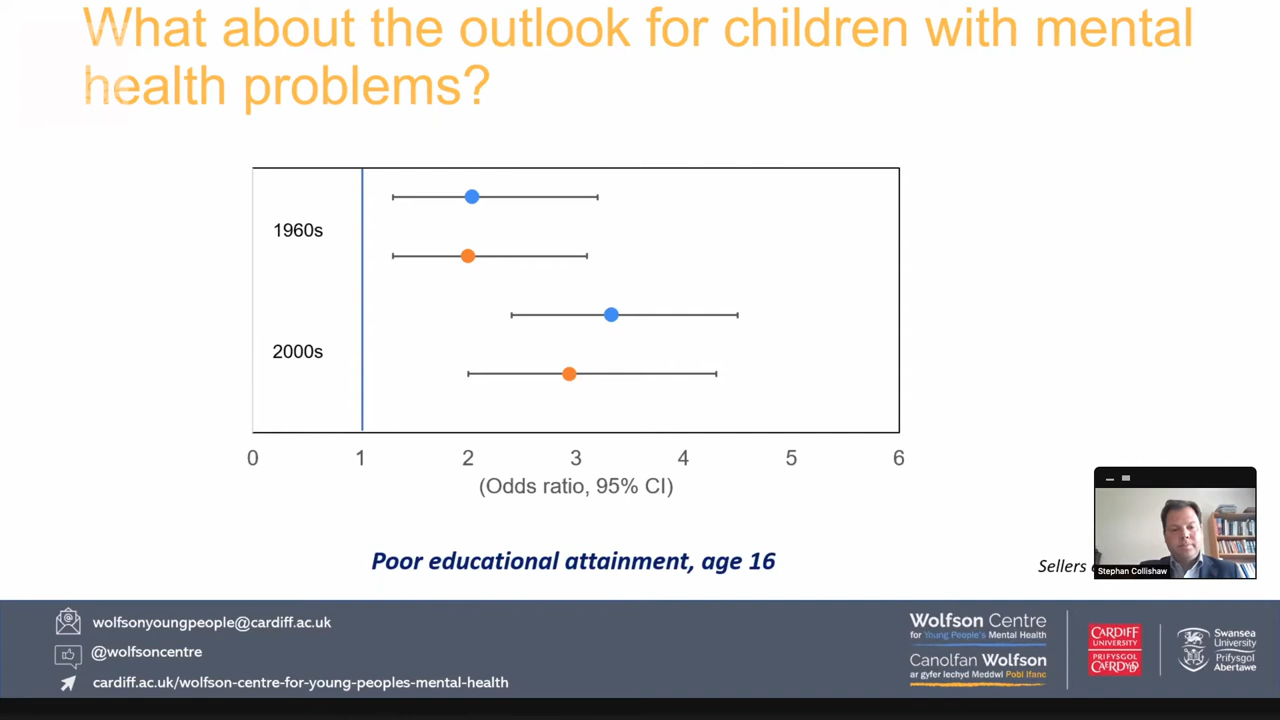 What about the outlook for children with mental
health problems?
1960s
2000s
0 1 2 3 4 5 6
(Odds ratio, 95% CI)
Poor educational attainment, age 16
Sellers
Stephan Collishaw
wolfsonyoungpeople@cardiff.ac.uk
@wolfsoncentre
cardiff.ac.uk/wolfson-centre-for-young-peoples-mental-health
Wolfson Centre
for Young People's Mental Health
Canolfan Wolfson
ar gyfer Iechyd Meddwl Pobl Ifanc
CARDIFF
UNIVERSITY
PRIFYSGOL
CAERDYDD
Swansea
University
Prifysgol
Abertawe